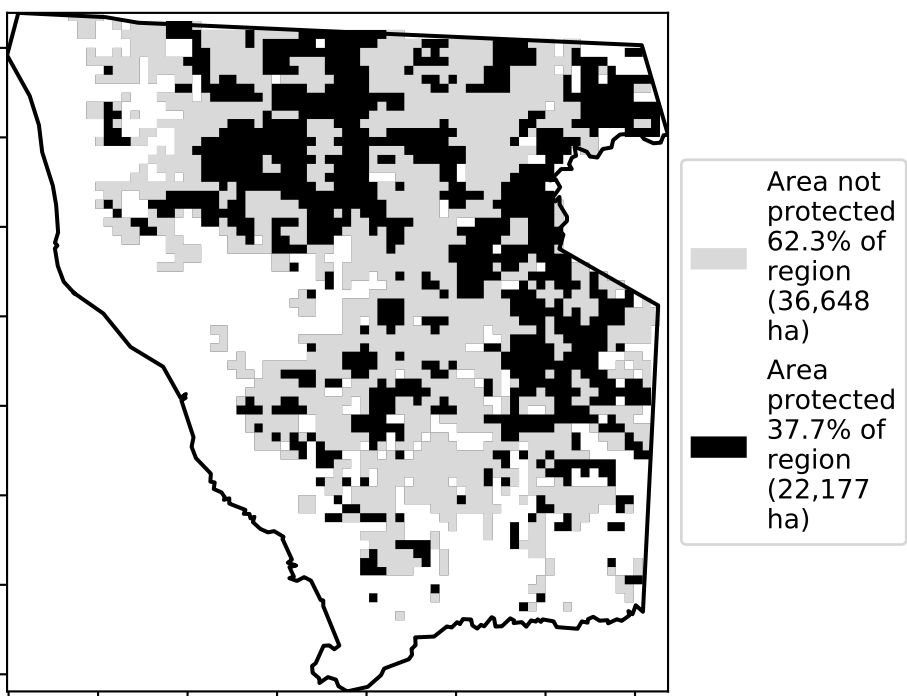 Area not
protected
62.3% of
region
(36,648
ha)
Area
protected
37.7% of
region
(22,177
ha)